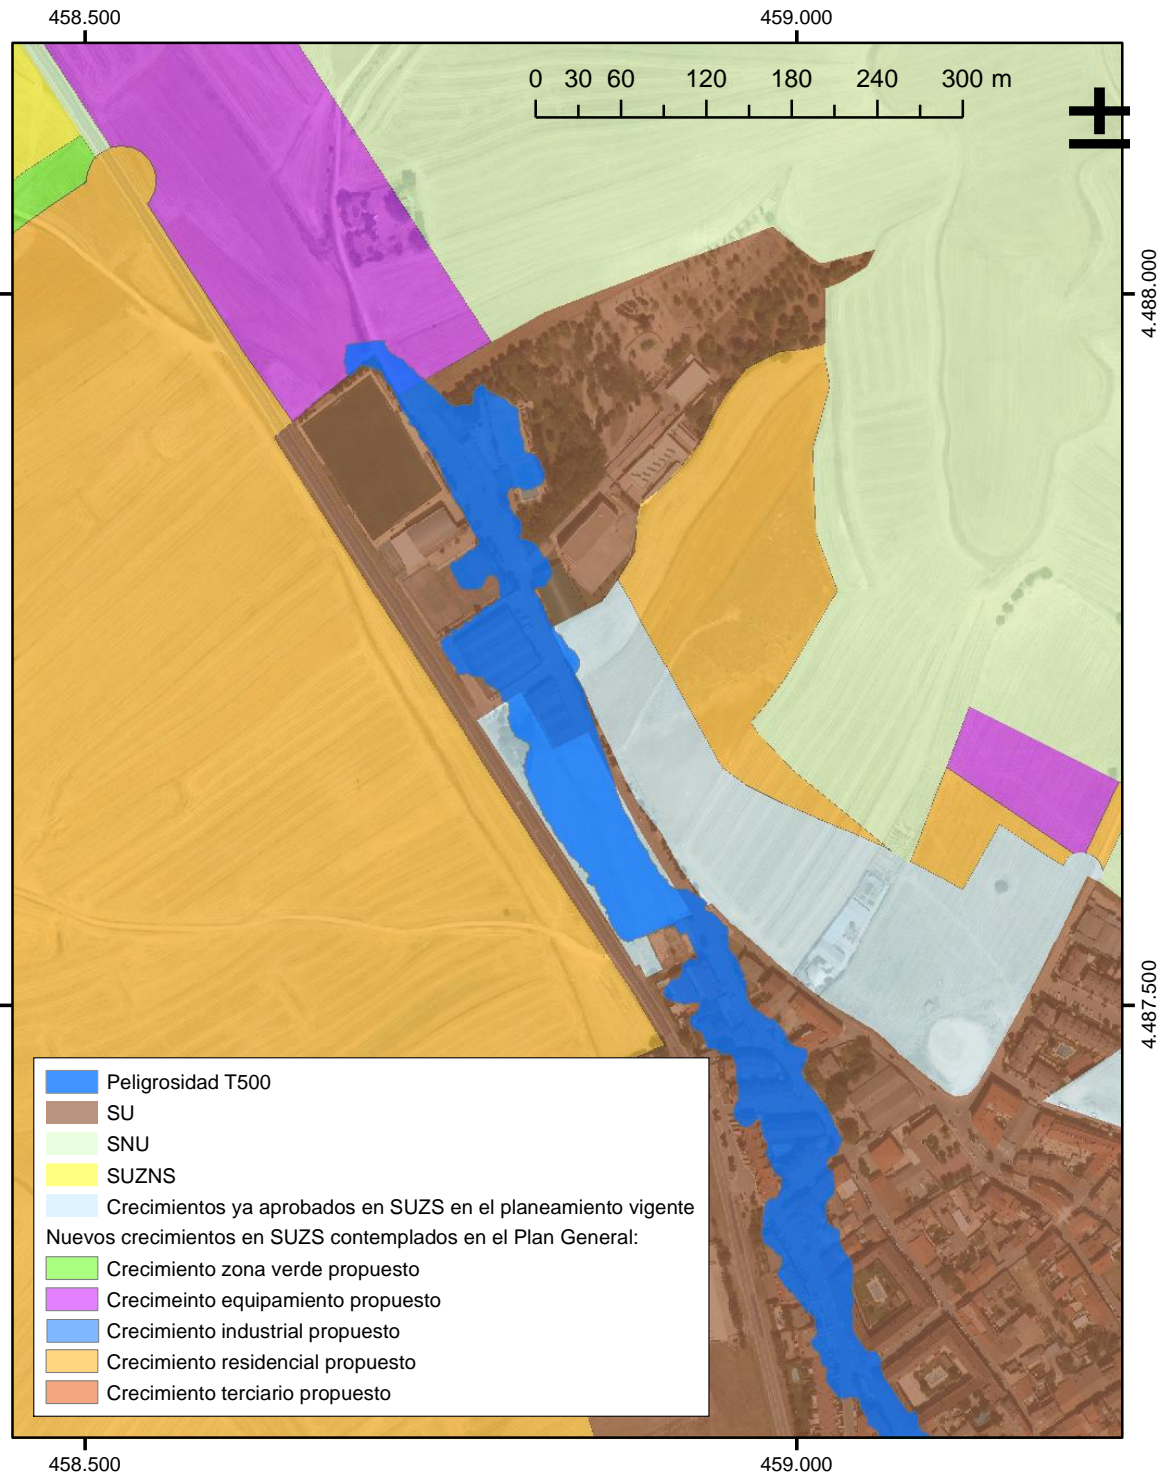 458.500 459.000
0 30 60 120 180 240 300 m
4.488.000
4.487.500
Peligrosidad T500
SU
SNU
SUZNS
Crecimientos ya aprobados en SUZS en el planeamiento vigente
Nuevos crecimientos en SUZS contemplados en el Plan General:
Crecimiento zona verde propuesto
Crecimeinto equipamiento propuesto
Crecimiento industrial propuesto
Crecimiento residencial propuesto
Crecimiento terciario propuesto
458.500 459.000